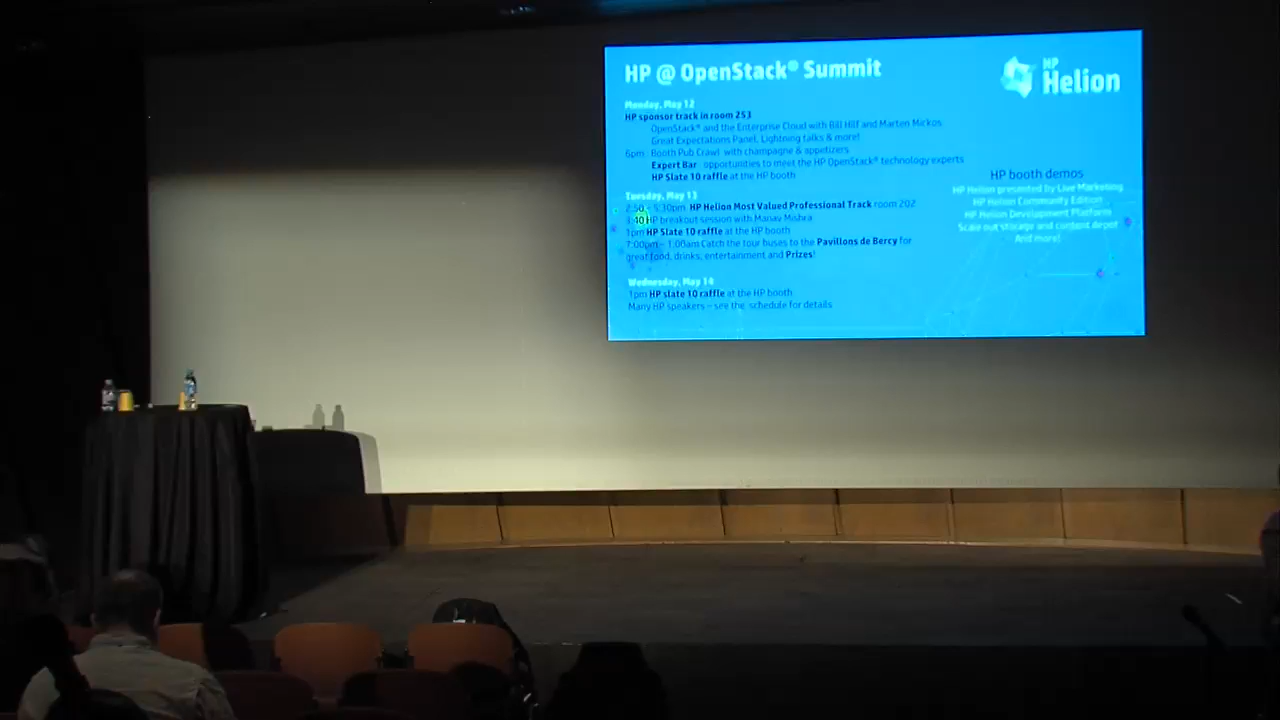 HP @ OpenStack® Summit
HP
Helion
Monday, May 12
HP sponsor track in room 253
OpenStack® and the Enterprise Cloud with Bill Hilf and Marten Mickos
Great Expectations Panel, Lightning talks & more!
6pm Booth Pub Crawl with champagne & appetizers
Expert Bar opportunities to meet the HP OpenStack® technology experts
HP Slate 10 raffle at the HP booth
Tuesday, May 13
2:50 – 5:30pm HP Helion Most Valued Professional Track room 202
:40 HP breakout session with Manav Mishra
1pm HP Slate 10 raffle at the HP booth
7:00pm – 1:00am Catch the tour buses to the Pavillons de Bercy for
great food, drinks, entertainment and Prizes!
Wednesday, May 14
1pm HP slate 10 raffle at the HP booth
Many HP speakers – see the schedule for details
HP booth demos
HP Helion presented by Live Marketing
HP Helion Community Edition
HP Helion Development Platform
Scale out storage and content depot
And more!